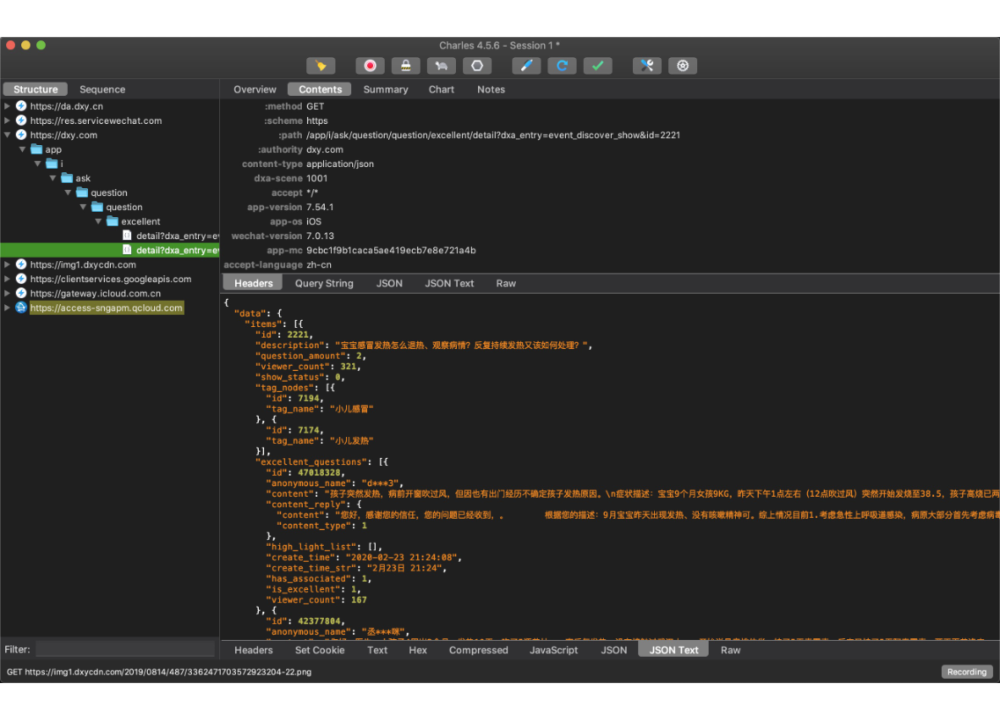 Charles 4.5.6 - Session 1 *
Structure
Sequence
https://da.dxy.cn
https://res.servicewechat.com
https://dxy.com
app
i
ask
question
question
excellent
detail?dxa_entry=e
detail?dxa_entry=e
https://img1.dxycdn.com
https://clientservices.googleapis.com
https://gateway.icloud.com.cn
https://access-sngapm.qcloud.com
Filter:
Overview Contents Summary Chart Notes
:method GET
:scheme https
:path /app/i/ask/question/question/excellent/detail?dxa_entry=event_discover_show&id=2221
:authority dxy.com
content-type application/json
dxa-scene 1001
accept */*
app-version 7.54.1
app-os iOS
wechat-version 7.0.13
app-mc 9cbc1f9b1caca5ae419ecb7e8e721a4b
accept-language zh-cn
Headers Query String JSON JSON Text Raw
{
"data": {
"items": [{
"id": 2221,
"description": "宝宝感冒发热怎么退热、观察病情？反复持续发热又该如何处理？",
"question_amount": 2,
"viewer_count": 321,
"show_status": 0,
"tag_nodes": [{
"id": 7194,
"tag_name": "小儿感冒"
}, {
"id": 7174,
"tag_name": "小儿发热"
}],
"excellent_questions": [{
"id": 47018328,
"anonymous_name": "d***3",
"content": "孩子突然发热，病前开窗吹过风，但因也有出门经历不确定孩子发热原因。\n症状描述：宝宝9个月女孩9KG，昨天下午1点左右（12点吹过风）突然开始发烧至38.5，孩子高烧已两
"content_reply": {
"content": "您好，感谢您的信任，您的问题已经收到，。 根据您的描述：9月宝宝昨天出现发热、没有咳嗽精神可。综上情况目前1.考虑急性上呼吸道感染，病原大部分首先考虑病毒
"content_type": 1
},
"high_light_list": [],
"create_time": "2020-02-23 21:24:08",
"create_time_str": "2月23日 21:24",
"has_associated": 1,
"is_excellent": 1,
"viewer_count": 167
}, {
"id": 42377804,
"anonymous_name": "丞***咪",
Headers Set Cookie Text Hex Compressed JavaScript JSON JSON Text Raw
GET https://img1.dxycdn.com/2019/0814/487/3362471703572923204-22.png
Recording